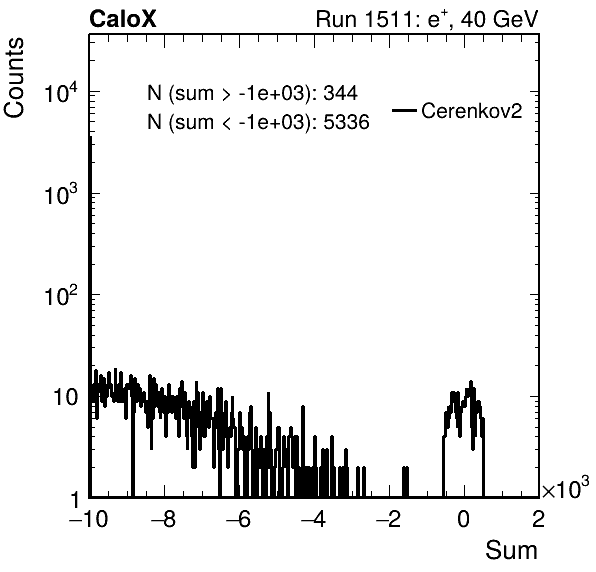 CaloX Run 1511: e⁺, 40 GeV
Counts
N (sum > -1e+03): 344
N (sum < -1e+03): 5336
Cerenkov2
10⁴
10³
10²
10
1
−10 −8 −6 −4 −2 0 2
×10³
Sum